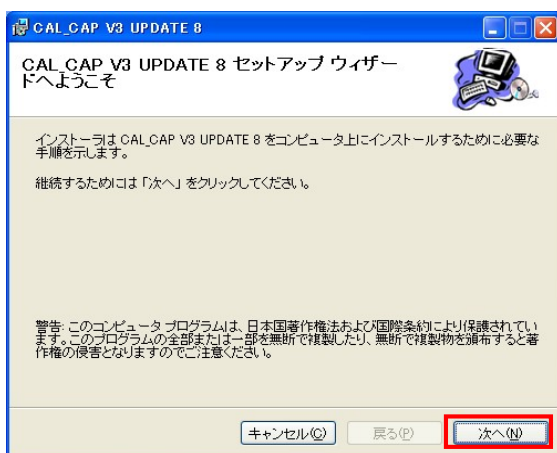 CAL_CAP V3 UPDATE 8
CAL_CAP V3 UPDATE 8 セットアップ ウィザー
ドへようこそ
インストーラは CAL_CAP V3 UPDATE 8 をコンピュータ上にインストールするために必要な
手順を示します。
継続するためには「次へ」をクリックしてください。
警告: このコンピュータ プログラムは、日本国著作権法および国際条約により保護されてい
ます。このプログラムの全部または一部を無断で複製したり、無断で複製物を頒布すると著
作権の侵害となりますのでご注意ください。
キャンセル(C) 戻る(P) 次へ(N)